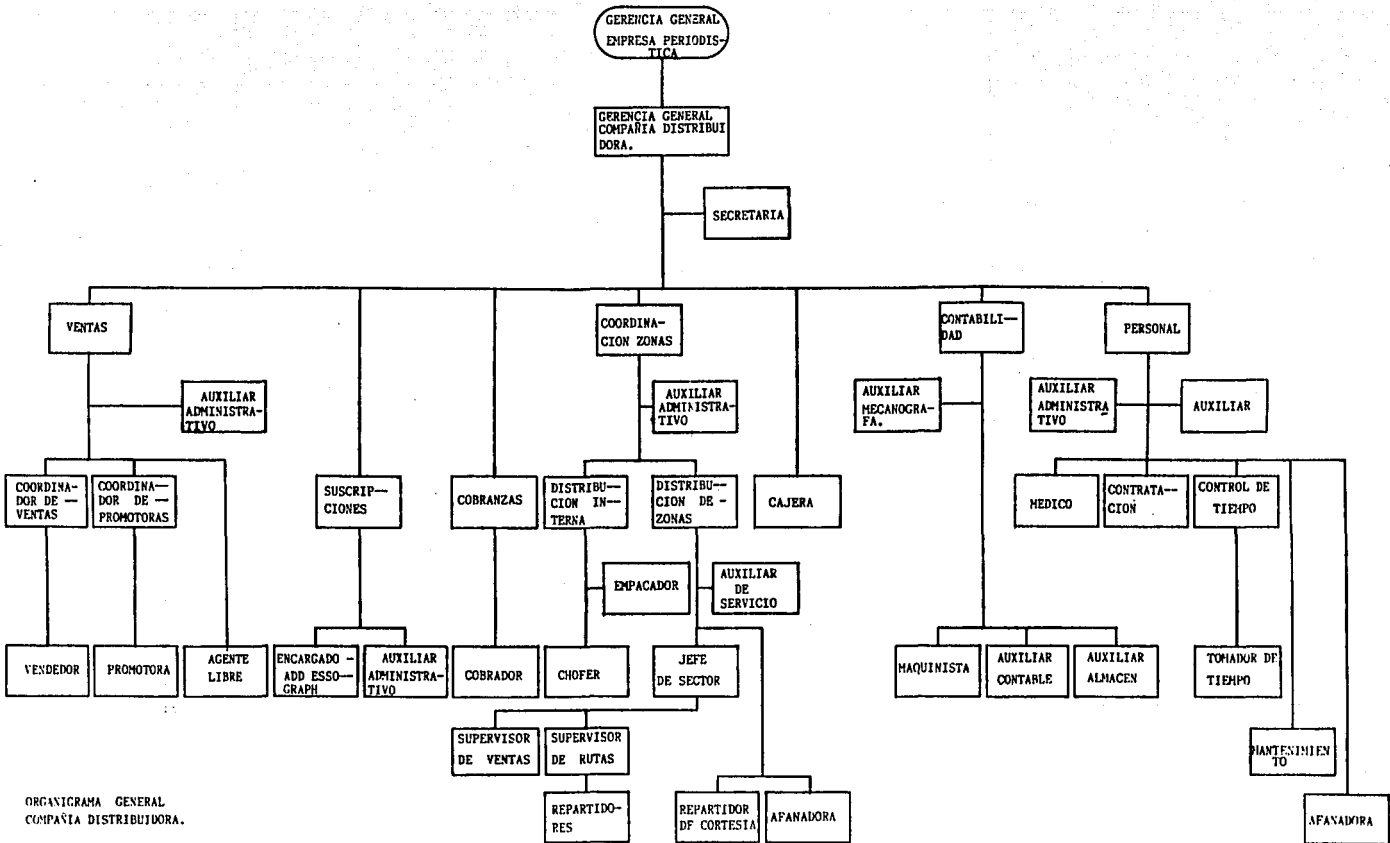 GERENCIA GENERAL
EMPRESA PERIODIS-
TICA
GERENCIA GENERAL
COMPAÑIA DISTRIBUI
DORA.
SECRETARIA
VENTAS
COORDINA-
CION ZONAS
CONTABILI--
DAD
PERSONAL
AUXILIAR
ADMINISTRA-
TIVO
AUXILIAR
ADMINISTRA-
TIVO
AUXILIAR
MECANOGRA-
FA.
AUXILIAR
ADMINISTRA
TIVO
AUXILIAR
COORDINA-
DOR DE --
VENTAS
COORDINA-
DOR DE --
PROMOTORAS
SUSCRIP--
CIONES
COBRANZAS
DISTRIBU-
CION IN--
TERNA
DISTRIBU-
CION DE -
ZONAS
CAJERA
MEDICO
CONTRATA-
CION
CONTROL DE
TIEMPO
EMPACADOR
AUXILIAR
DE
SERVICIO
VENDEDOR
PROMOTORA
AGENTE
LIBRE
ENCARGADO -
ADD ESSO--
GRAPH
AUXILIAR
ADMINISTRA-
TIVO
COBRADOR
CHOFER
JEFE
DE SECTOR
MAQUINISTA
AUXILIAR
CONTABLE
AUXILIAR
ALMACEN
TOMADOR DE
TIEMPO
SUPERVISOR
DE VENTAS
SUPERVISOR
DE RUTAS
MANTENIMIEN
TO
REPARTIDO-
RES
REPARTIDOR
DE CORTESIA
AFANADORA
AFANADORA
ORGANIGRAMA GENERAL
COMPAÑIA DISTRIBUIDORA.